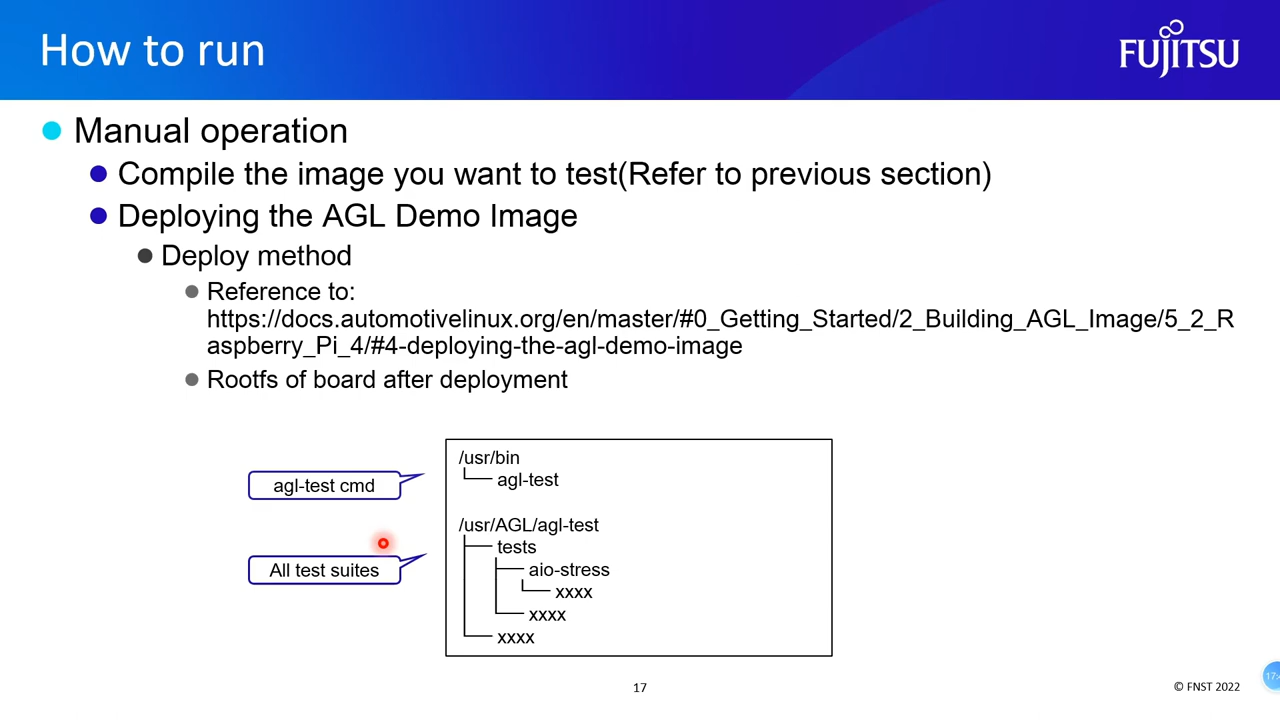 How to run
FUJITSU
Manual operation
Compile the image you want to test(Refer to previous section)
Deploying the AGL Demo Image
Deploy method
Reference to:
https://docs.automotivelinux.org/en/master/#0_Getting_Started/2_Building_AGL_Image/5_2_R
aspberry_Pi_4/#4-deploying-the-agl-demo-image
Rootfs of board after deployment
agl-test cmd
All test suites
/usr/bin
└── agl-test
/usr/AGL/agl-test
├── tests
├── aio-stress
└── xxxx
└── xxxx
└── xxxx
17
© FNST 2022